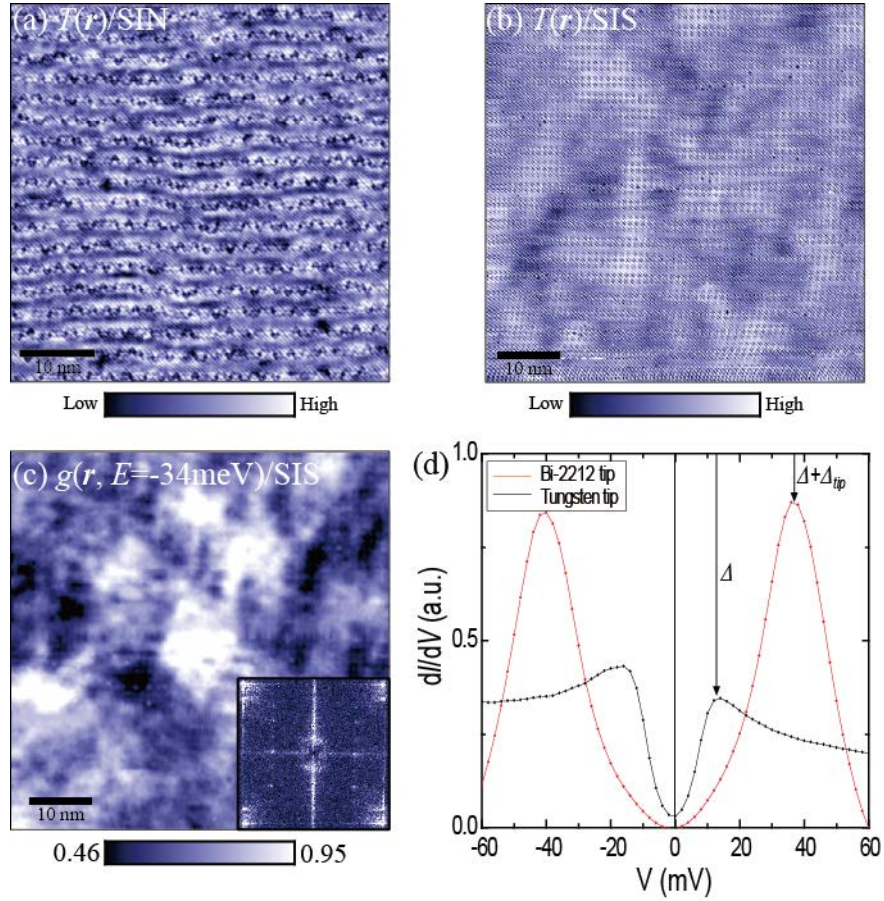 (a) T(r)/SIN
10 nm
Low High
(b) T(r)/SIS
10 nm
Low High
(c) g(r, E=-34meV)/SIS
10 nm
0.46 0.95
(d)
Bi-2212 tip
Tungsten tip
Δ+Δtip
Δ
dI/dV (a.u.)
1.0
0.5
0.0
-60 -40 -20 0 20 40 60
V (mV)